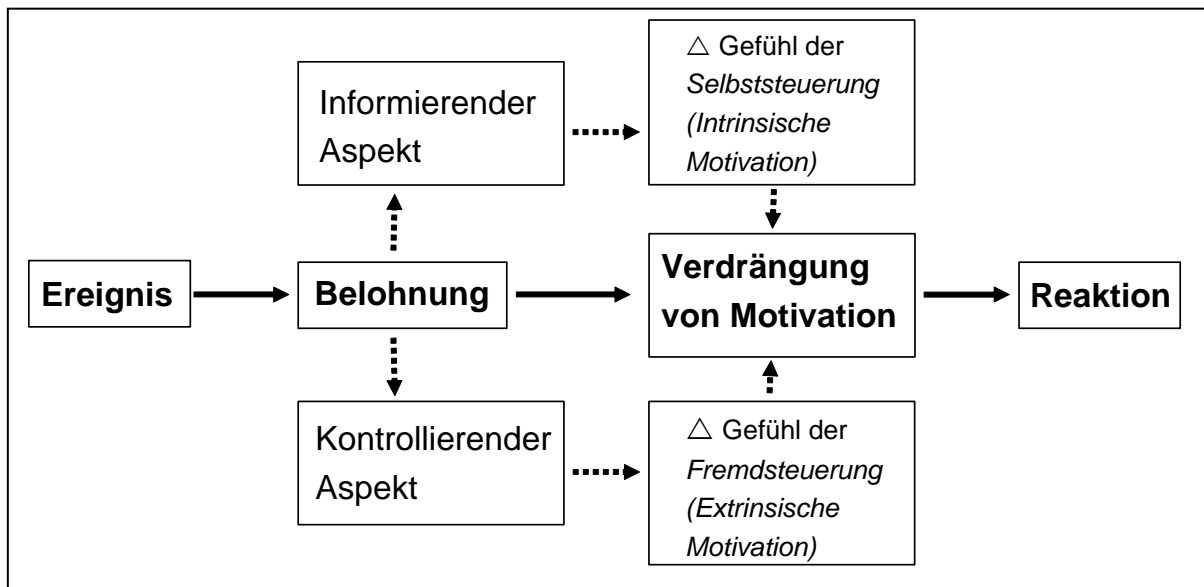 Informierender
Aspekt
△ Gefühl der
Selbststeuerung
(Intrinsische
Motivation)
Ereignis
Belohnung
Verdrängung
von Motivation
Reaktion
Kontrollierender
Aspekt
△ Gefühl der
Fremdsteuerung
(Extrinsische
Motivation)